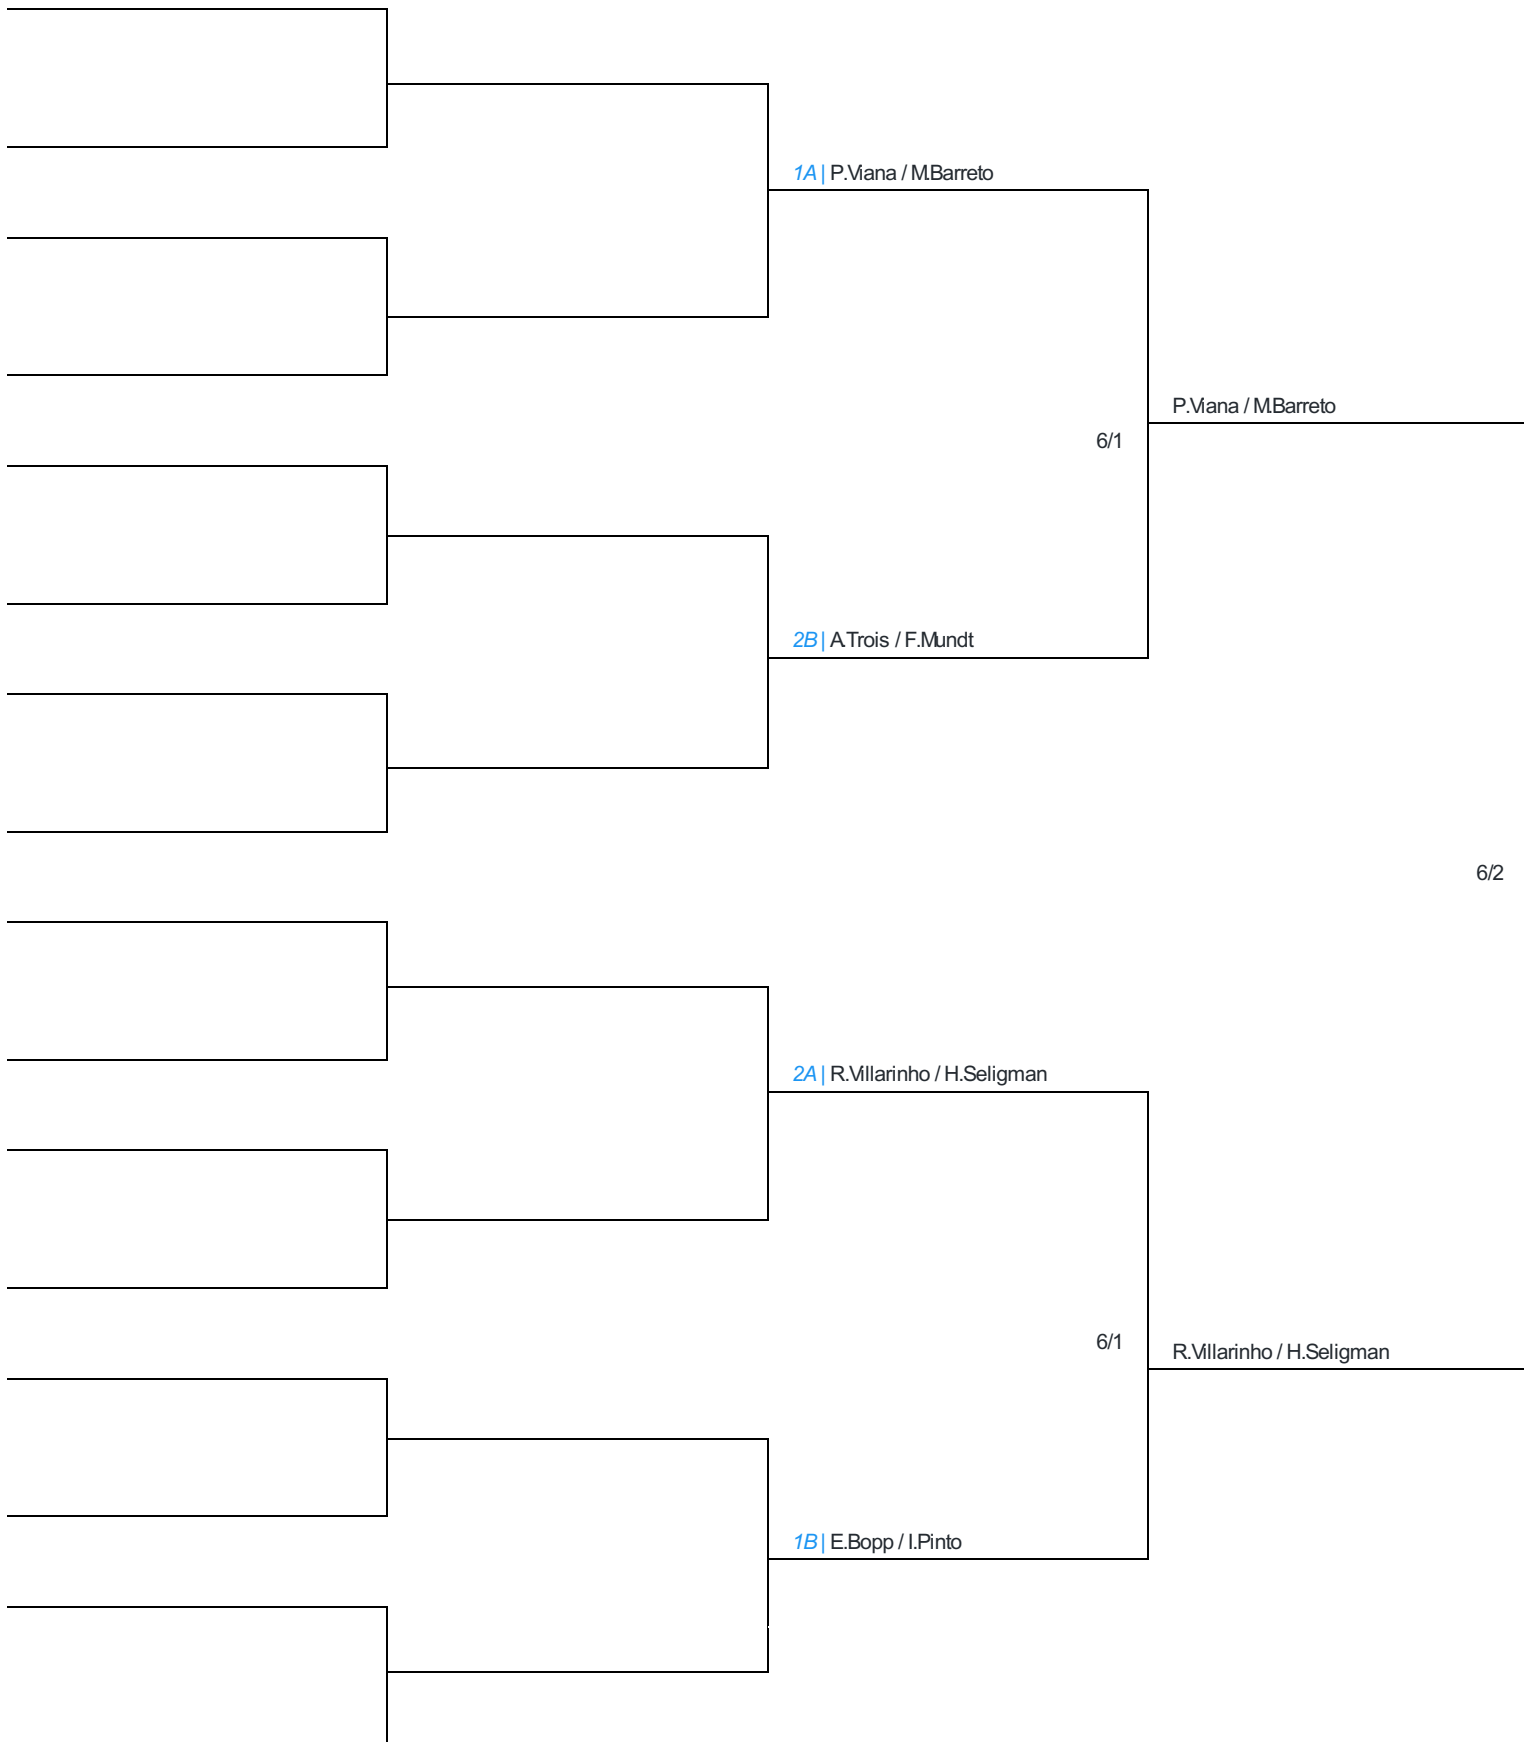 1A | P.Viana / M.Barreto
P.Viana / M.Barreto
6/1
2B | A.Trois / F.Mundt
6/2
2A | R.Villarinho / H.Seligman
6/1
R.Villarinho / H.Seligman
1B | E.Bopp / I.Pinto